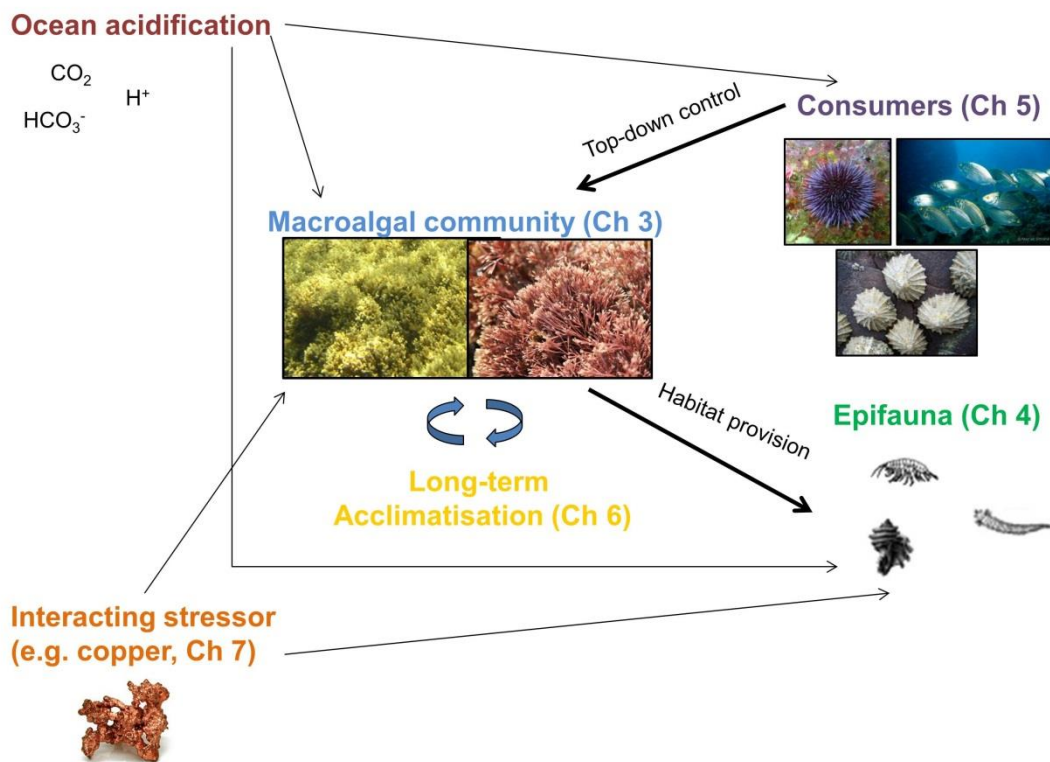 Ocean acidification
CO₂
H⁺
HCO₃⁻
Top-down control
Consumers (Ch 5)
Macroalgal community (Ch 3)
Habitat provision
Epifauna (Ch 4)
Long-term
Acclimatisation (Ch 6)
Interacting stressor
(e.g. copper, Ch 7)